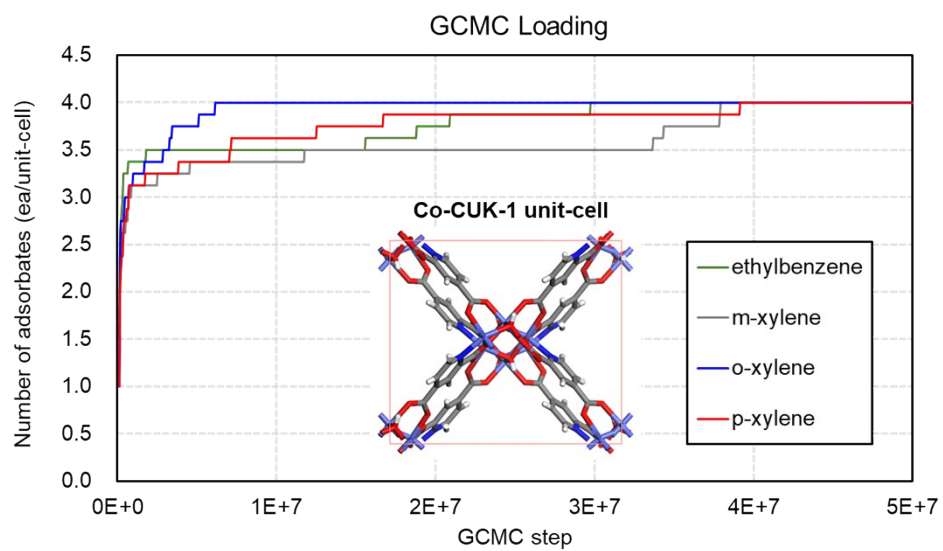 GCMC Loading
Number of adsorbates (ea/unit-cell)
4.5
4.0
3.5
3.0
2.5
2.0
1.5
1.0
0.5
0.0
Co-CUK-1 unit-cell
ethylbenzene
m-xylene
o-xylene
p-xylene
0E+0 1E+7 2E+7 3E+7 4E+7 5E+7
GCMC step